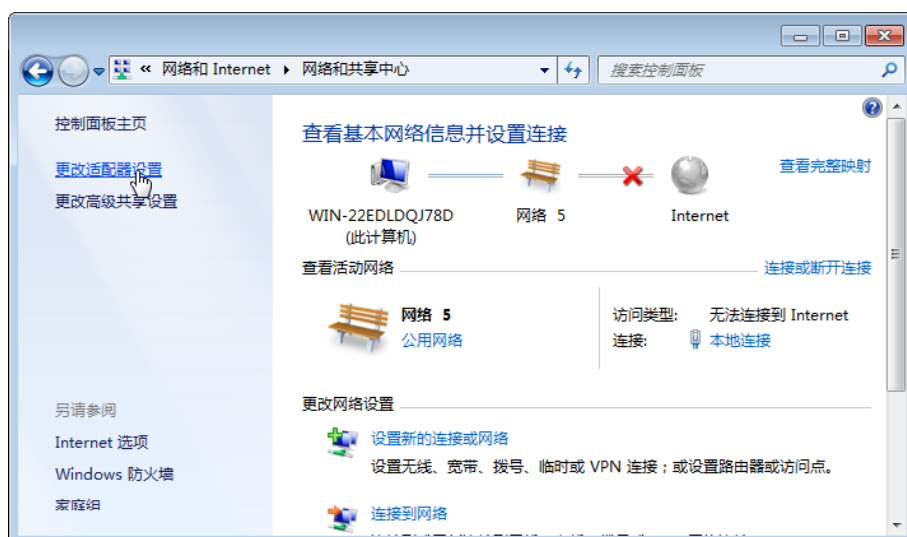 « 网络和 Internet ▸ 网络和共享中心
搜索控制面板
控制面板主页
更改适配器设置
更改高级共享设置
查看基本网络信息并设置连接
查看完整映射
WIN-22EDLDQJ78D
(此计算机)
网络 5
Internet
查看活动网络
连接或断开连接
网络 5
公用网络
访问类型: 无法连接到 Internet
连接: 本地连接
更改网络设置
设置新的连接或网络
设置无线、宽带、拨号、临时或 VPN 连接；或设置路由器或访问点。
连接到网络
另请参阅
Internet 选项
Windows 防火墙
家庭组